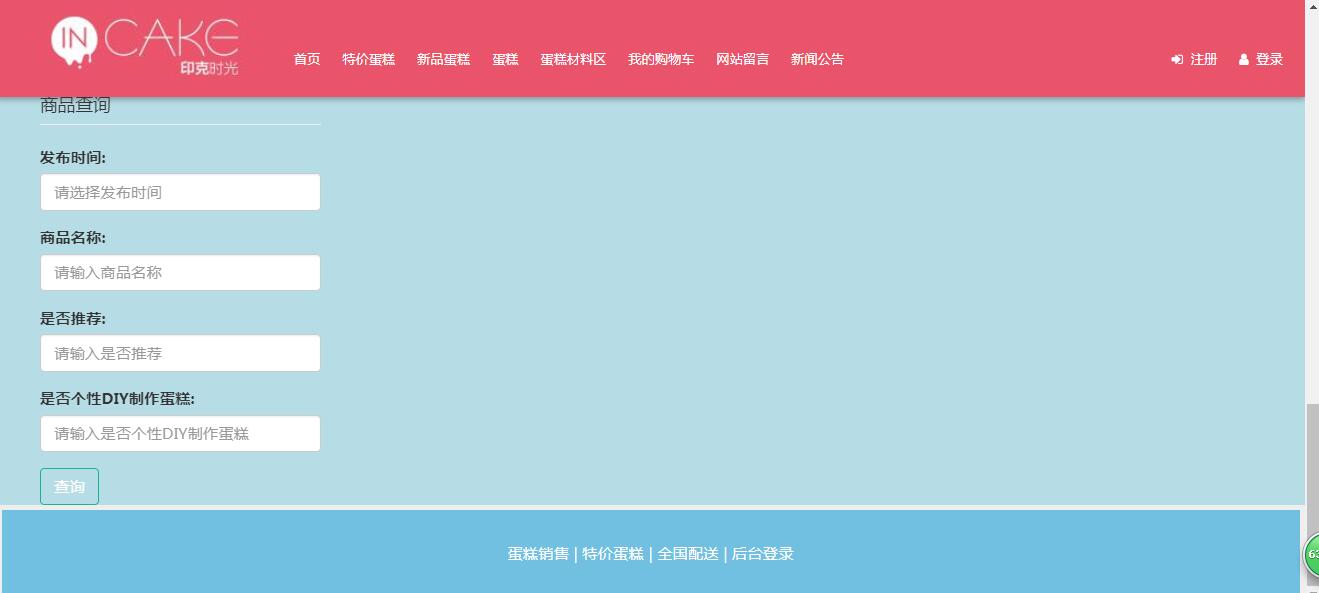 IN CAKE
印克时光
首页 特价蛋糕 新品蛋糕 蛋糕 蛋糕材料区 我的购物车 网站留言 新闻公告 注册 登录
商品查询
发布时间:
请选择发布时间
商品名称:
请输入商品名称
是否推荐:
请输入是否推荐
是否个性DIY制作蛋糕:
请输入是否个性DIY制作蛋糕
查询
蛋糕销售 | 特价蛋糕 | 全国配送 | 后台登录